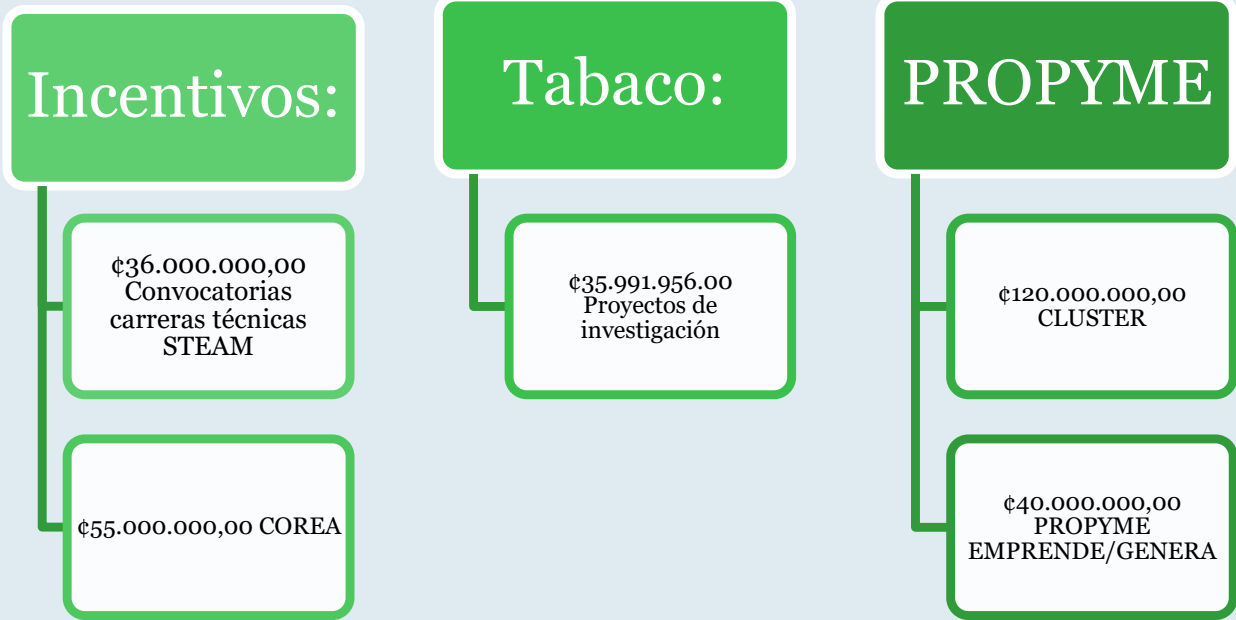 Incentivos:
¢36.000.000,00
Convocatorias
carreras técnicas
STEAM
¢55.000.000,00 COREA
Tabaco:
¢35.991.956.00
Proyectos de
investigación
PROPYME
¢120.000.000,00
CLUSTER
¢40.000.000,00
PROPYME
EMPRENDE/GENERA